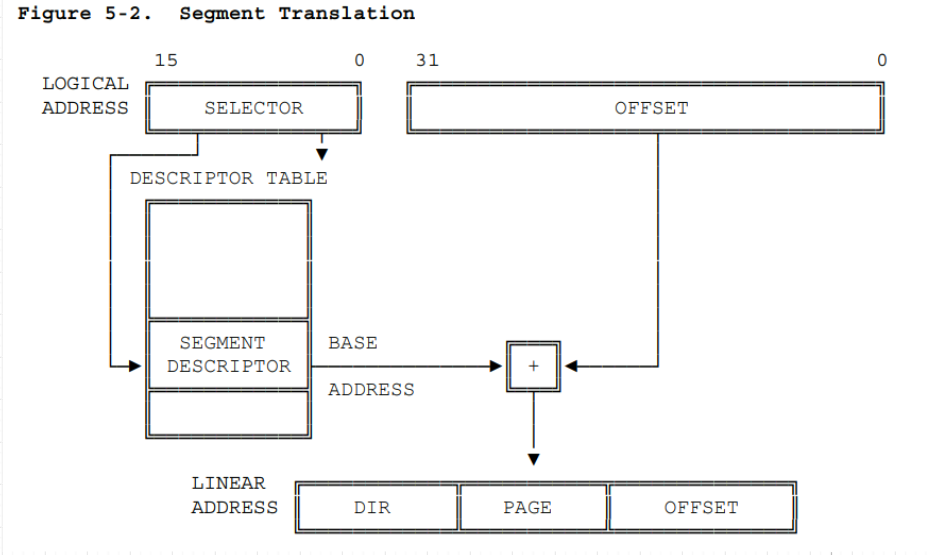 Figure 5-2.  Segment Translation
15 0 31 0
LOGICAL
ADDRESS SELECTOR OFFSET
DESCRIPTOR TABLE
SEGMENT BASE
DESCRIPTOR +
ADDRESS
LINEAR
ADDRESS DIR PAGE OFFSET